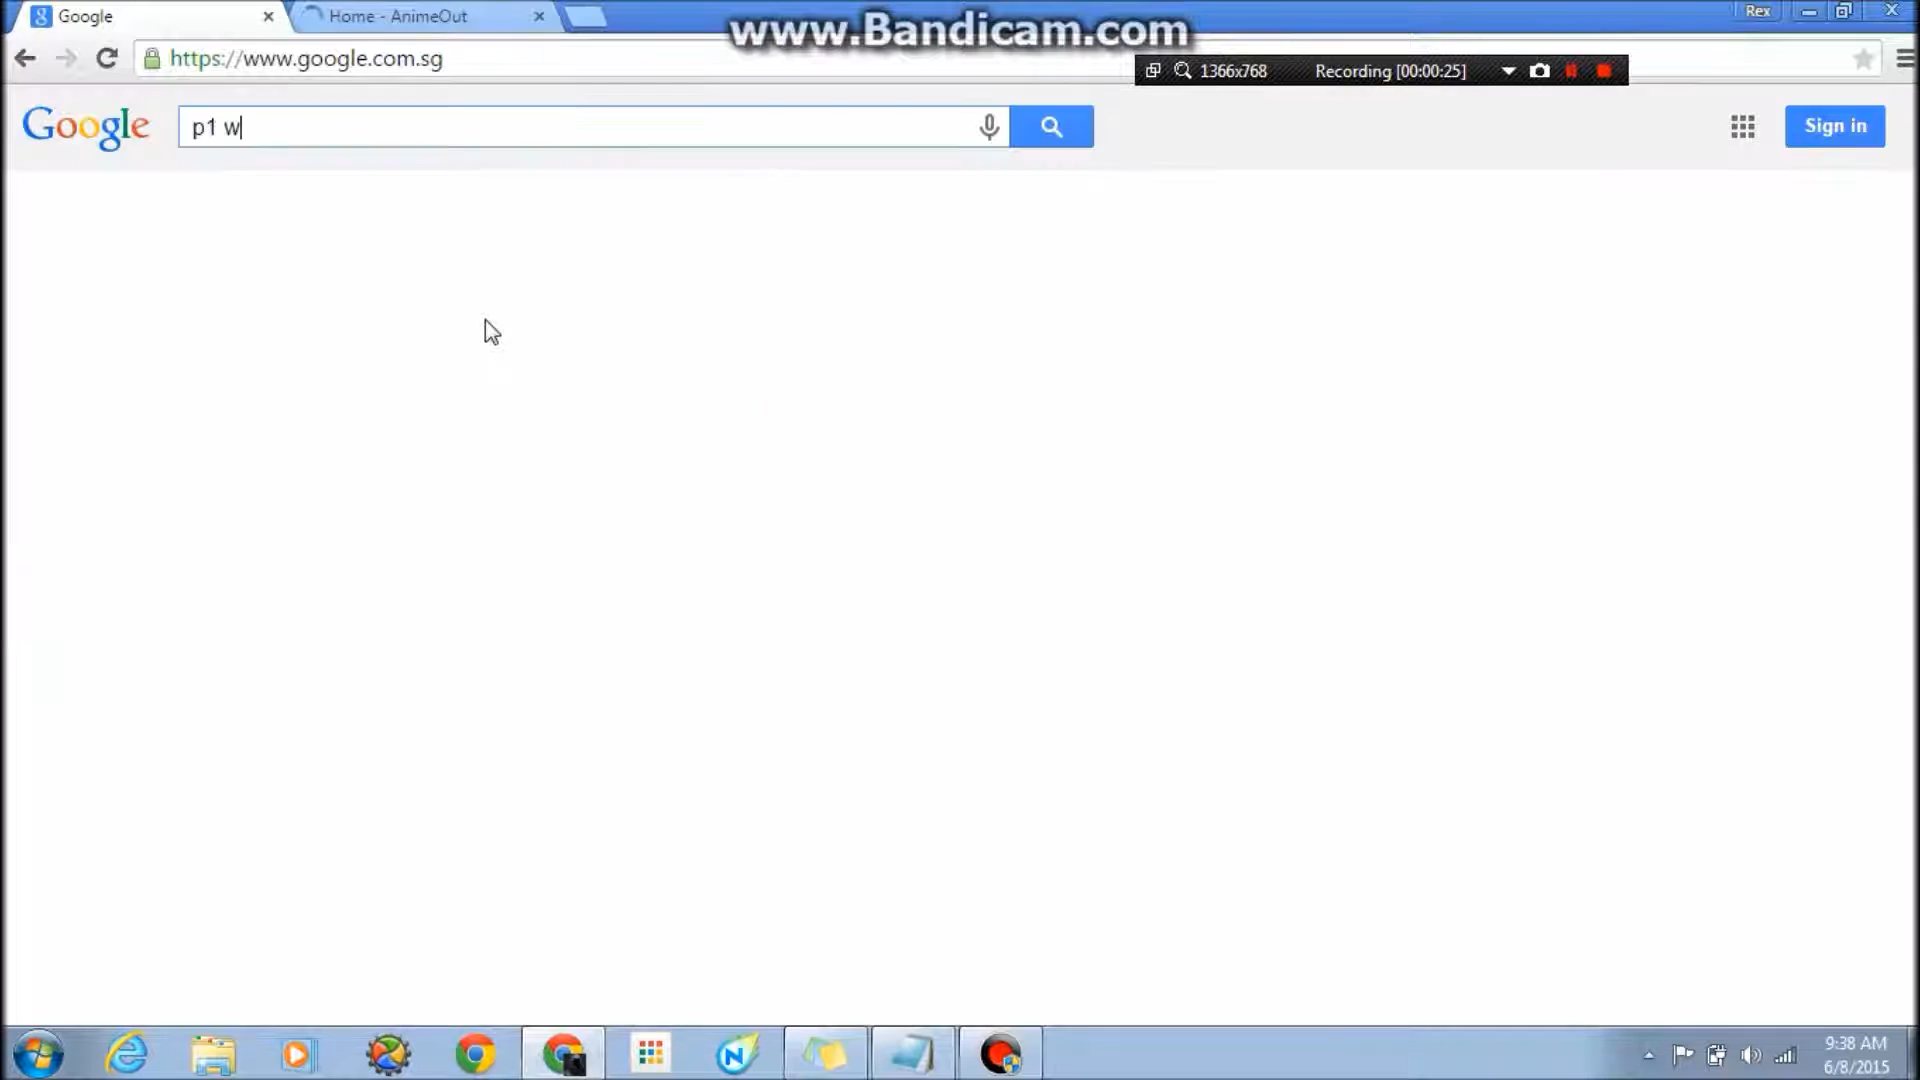 Google
Home - AnimeOut
Rex
www.Bandicam.com
https://www.google.com.sg
1366x768
Recording [00:00:25]
Google
p1 w
Sign in
9:38 AM
6/8/2015